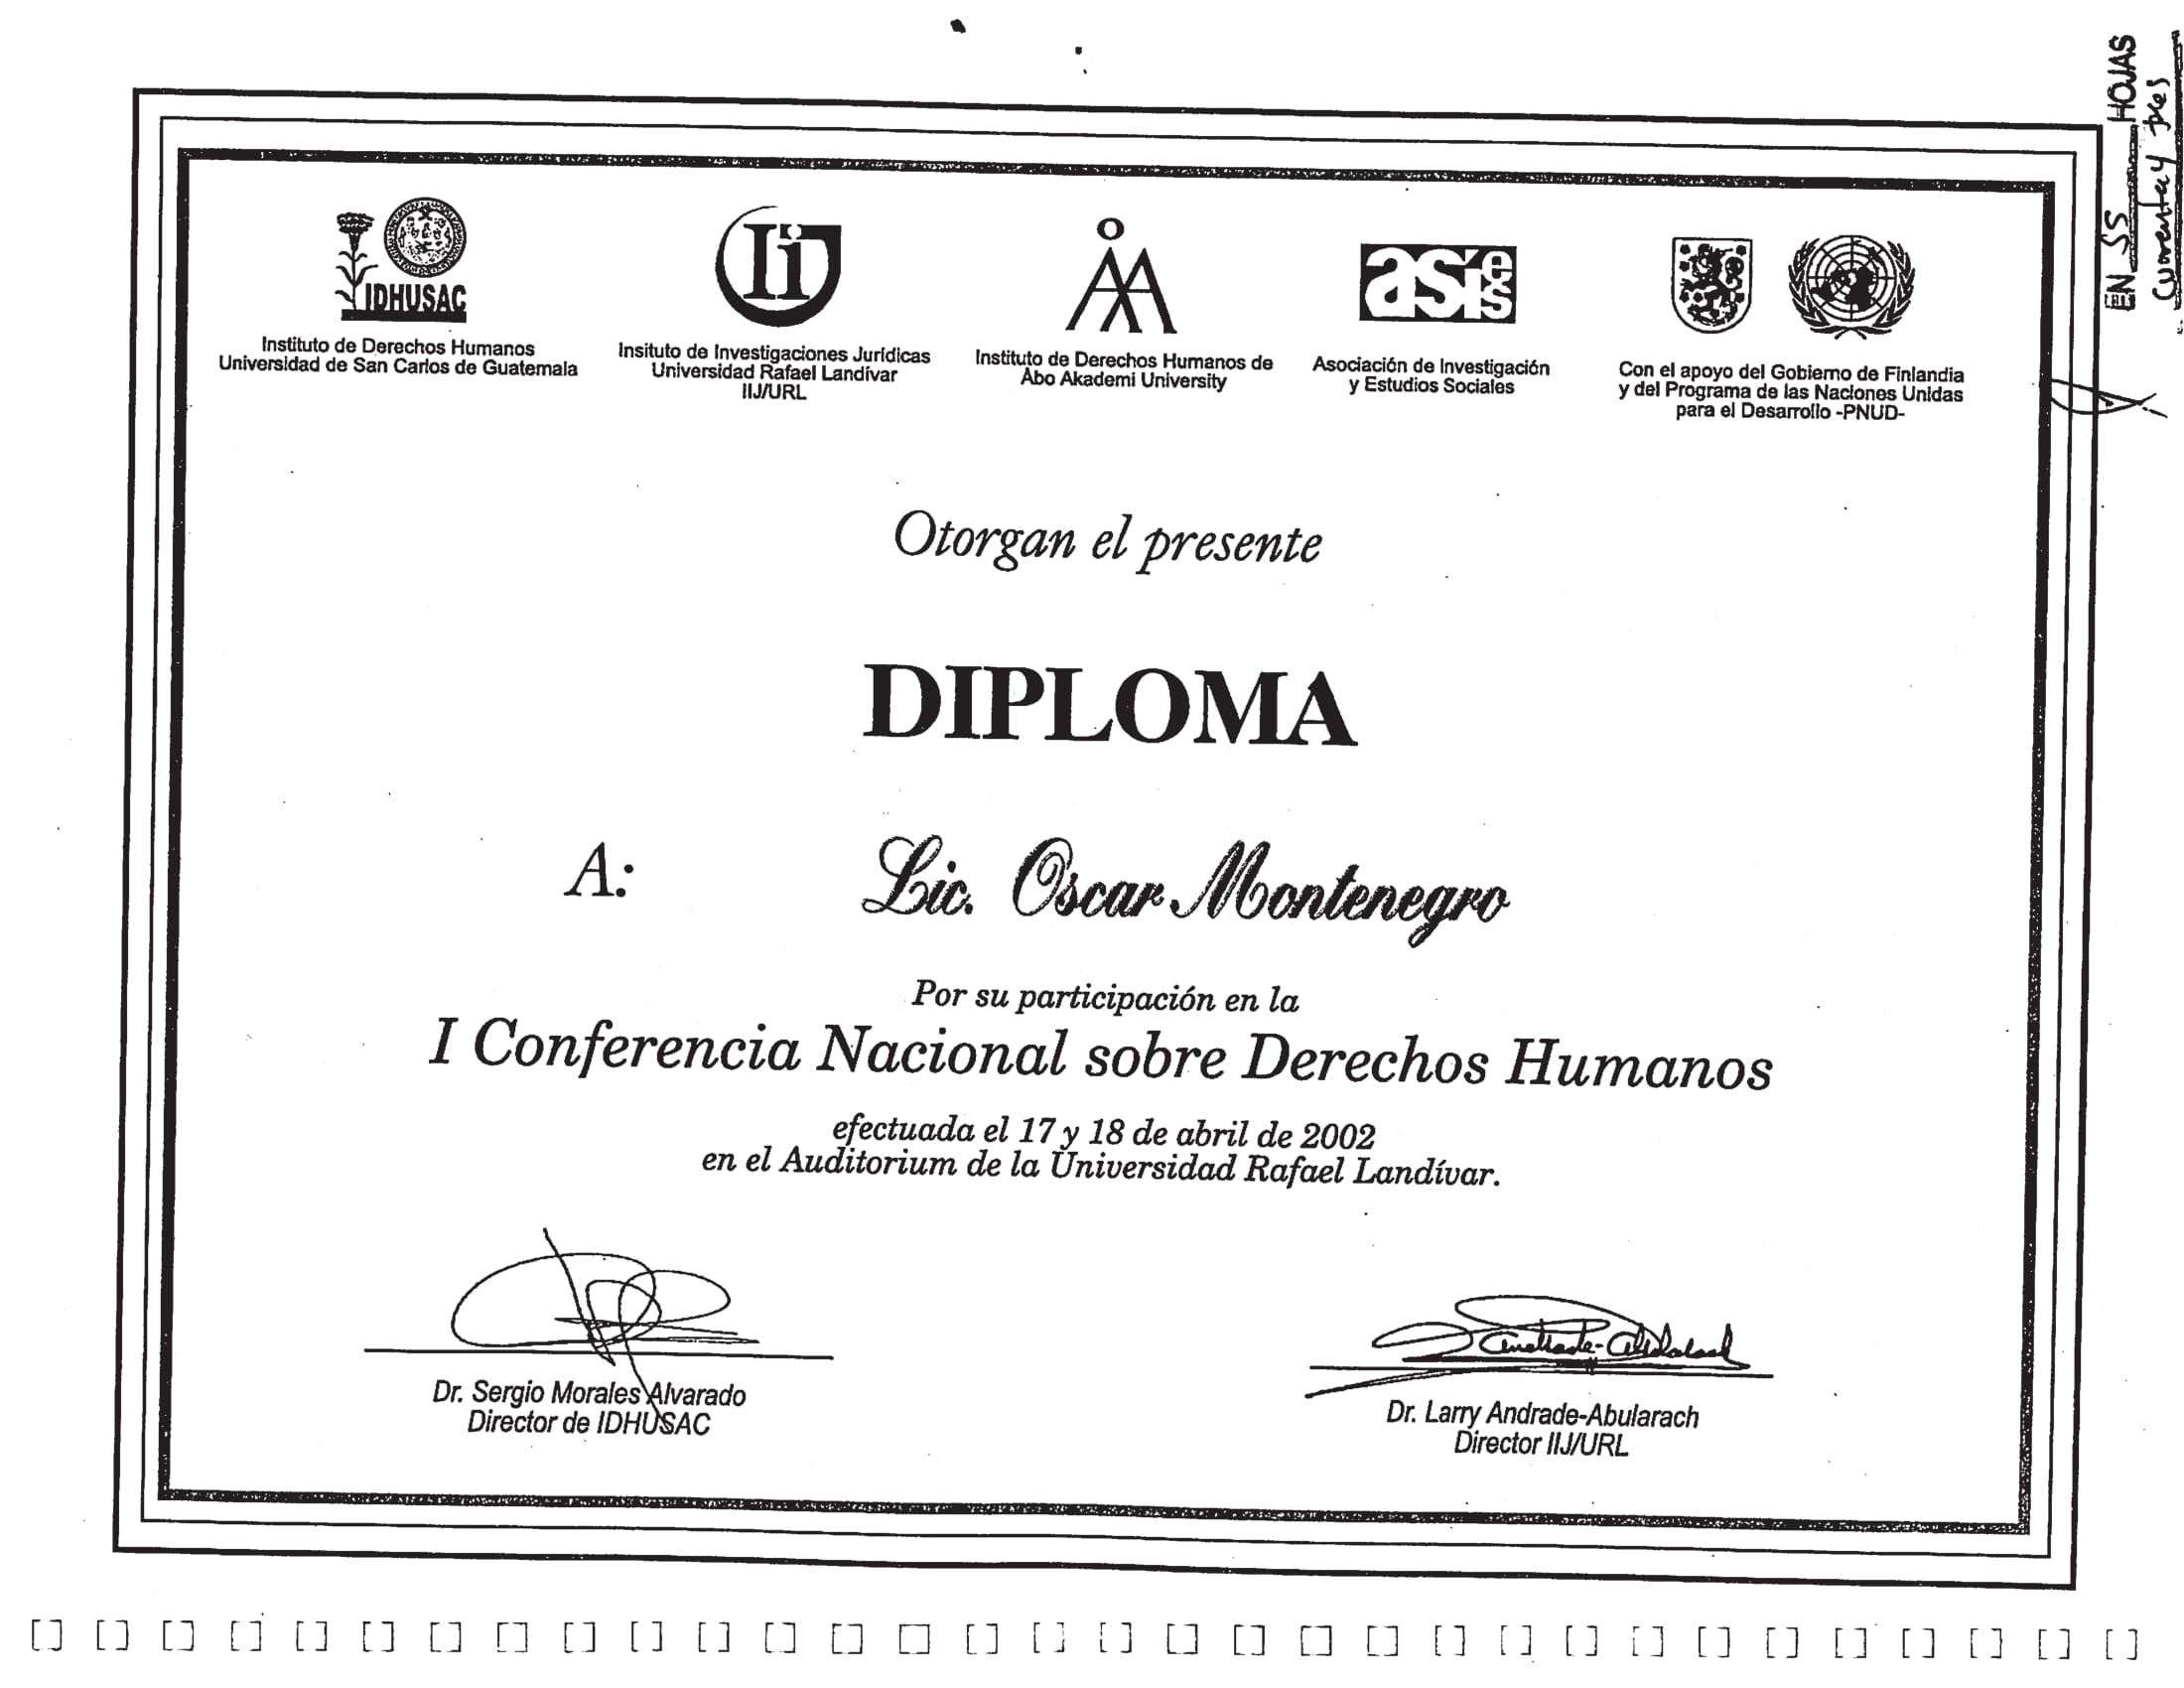 IDHUSAC
Instituto de Derechos Humanos
Universidad de San Carlos de Guatemala
Insituto de Investigaciones Jurídicas
Universidad Rafael Landívar
IIJ/URL
Instituto de Derechos Humanos de
Abo Akademi University
asies
Asociación de Investigación
y Estudios Sociales
Con el apoyo del Gobierno de Finlandia
y del Programa de las Naciones Unidas
para el Desarrollo -PNUD-
EN 55 HOJAS
Otorgan el presente
DIPLOMA
A: Lic. Oscar Montenegro
Por su participación en la
I Conferencia Nacional sobre Derechos Humanos
efectuada el 17 y 18 de abril de 2002
en el Auditorium de la Universidad Rafael Landívar.
Dr. Sergio Morales Alvarado
Director de IDHUSAC
Dr. Larry Andrade-Abularach
Director IIJ/URL